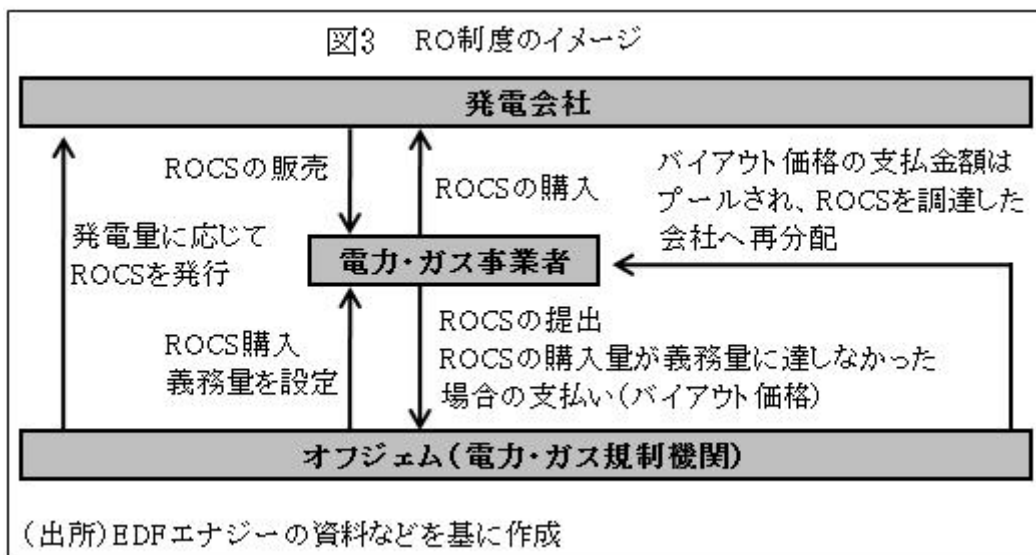 図3 RO制度のイメージ
発電会社
ROCSの販売
ROCSの購入
バイアウト価格の支払金額は
プールされ、ROCSを調達した
会社へ再分配
発電量に応じて
ROCSを発行
電力・ガス事業者
ROCS購入
義務量を設定
ROCSの提出
ROCSの購入量が義務量に達しなかった
場合の支払い(バイアウト価格)
オフジェム(電力・ガス規制機関)
(出所)EDFエナジーの資料などを基に作成